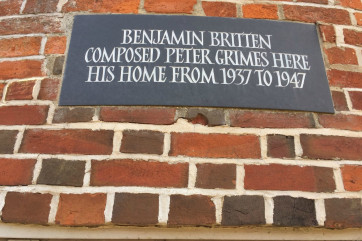 BENJAMIN BRITTEN
COMPOSED PETER GRIMES HERE
HIS HOME FROM 1937 TO 1947